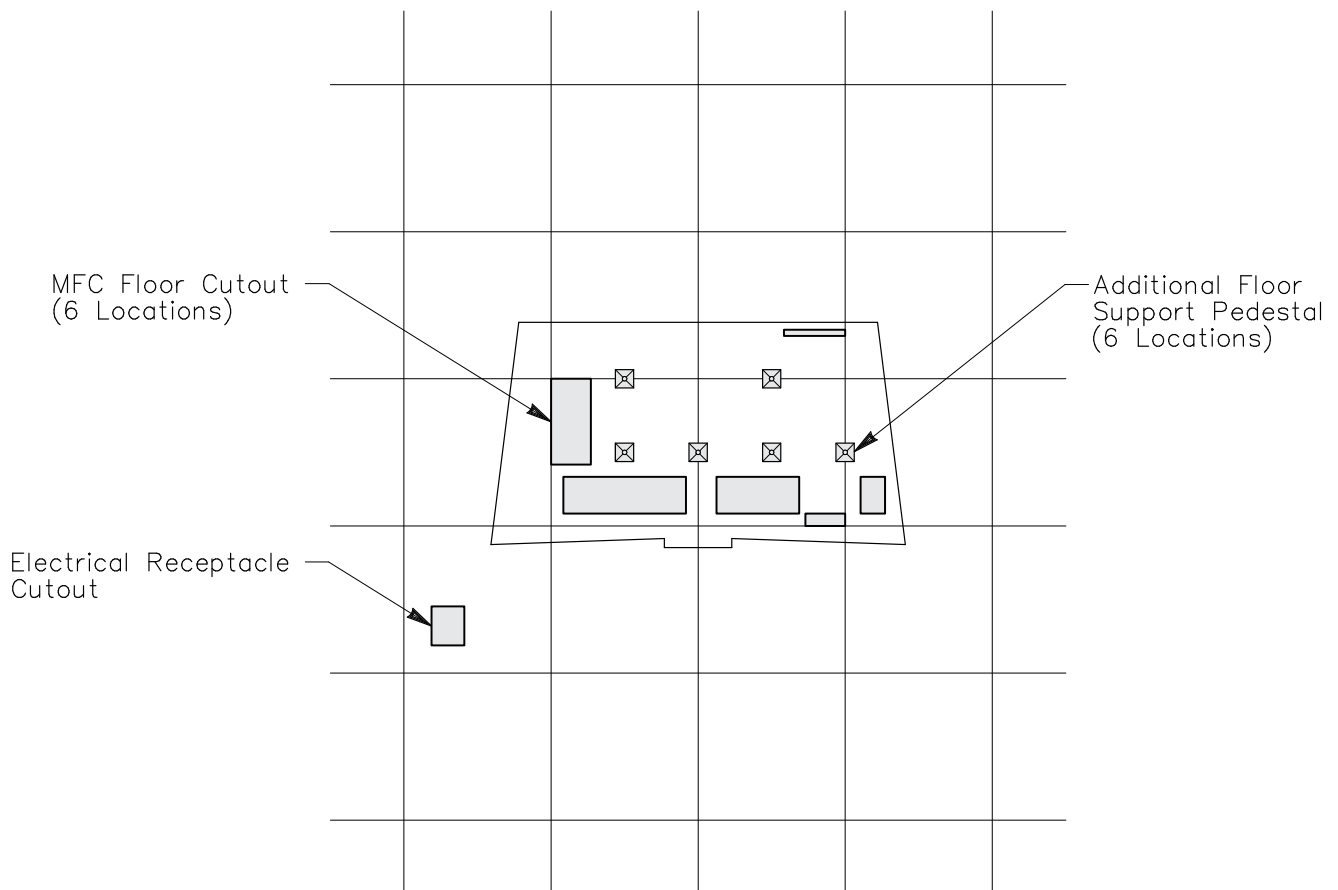 MFC Floor Cutout
(6 Locations)
Additional Floor
Support Pedestal
(6 Locations)
Electrical Receptacle
Cutout